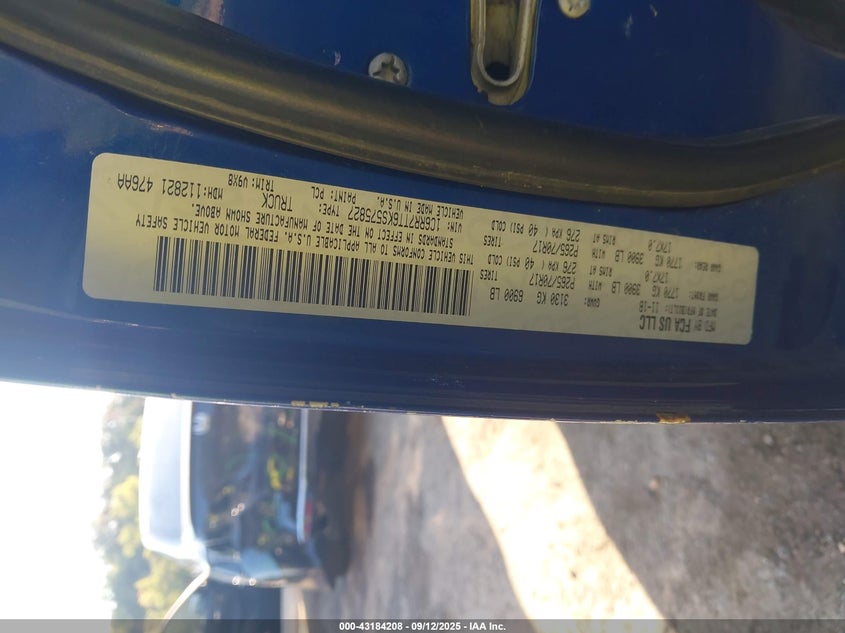 MFD BY: FCA US LLC
DATE OF 11-18 GVWR: 3130 KG 6900 LB
GAWR FRONT: 1770 KG 3900 LB WITH P265/70R17 TIRES
17X7.0 RIMS AT 276 KPA ( 40 PSI) COLD
GAWR REAR: 1770 KG 3900 LB WITH P265/70R17 TIRES
17X7.0 RIMS AT 276 KPA ( 40 PSI) COLD
THIS VEHICLE CONFORMS TO ALL APPLICABLE U.S.A. FEDERAL MOTOR VEHICLE SAFETY
STANDARDS IN EFFECT ON THE DATE OF MANUFACTURE SHOWN ABOVE.
VIN: 1C6RR7TT6KS575827 TYPE: TRUCK MDH:112821 476AA
VEHICLE MADE IN U.S.A. PAINT: PCL TRIM: V9X8
000-43184208 - 09/12/2025 - IAA Inc.